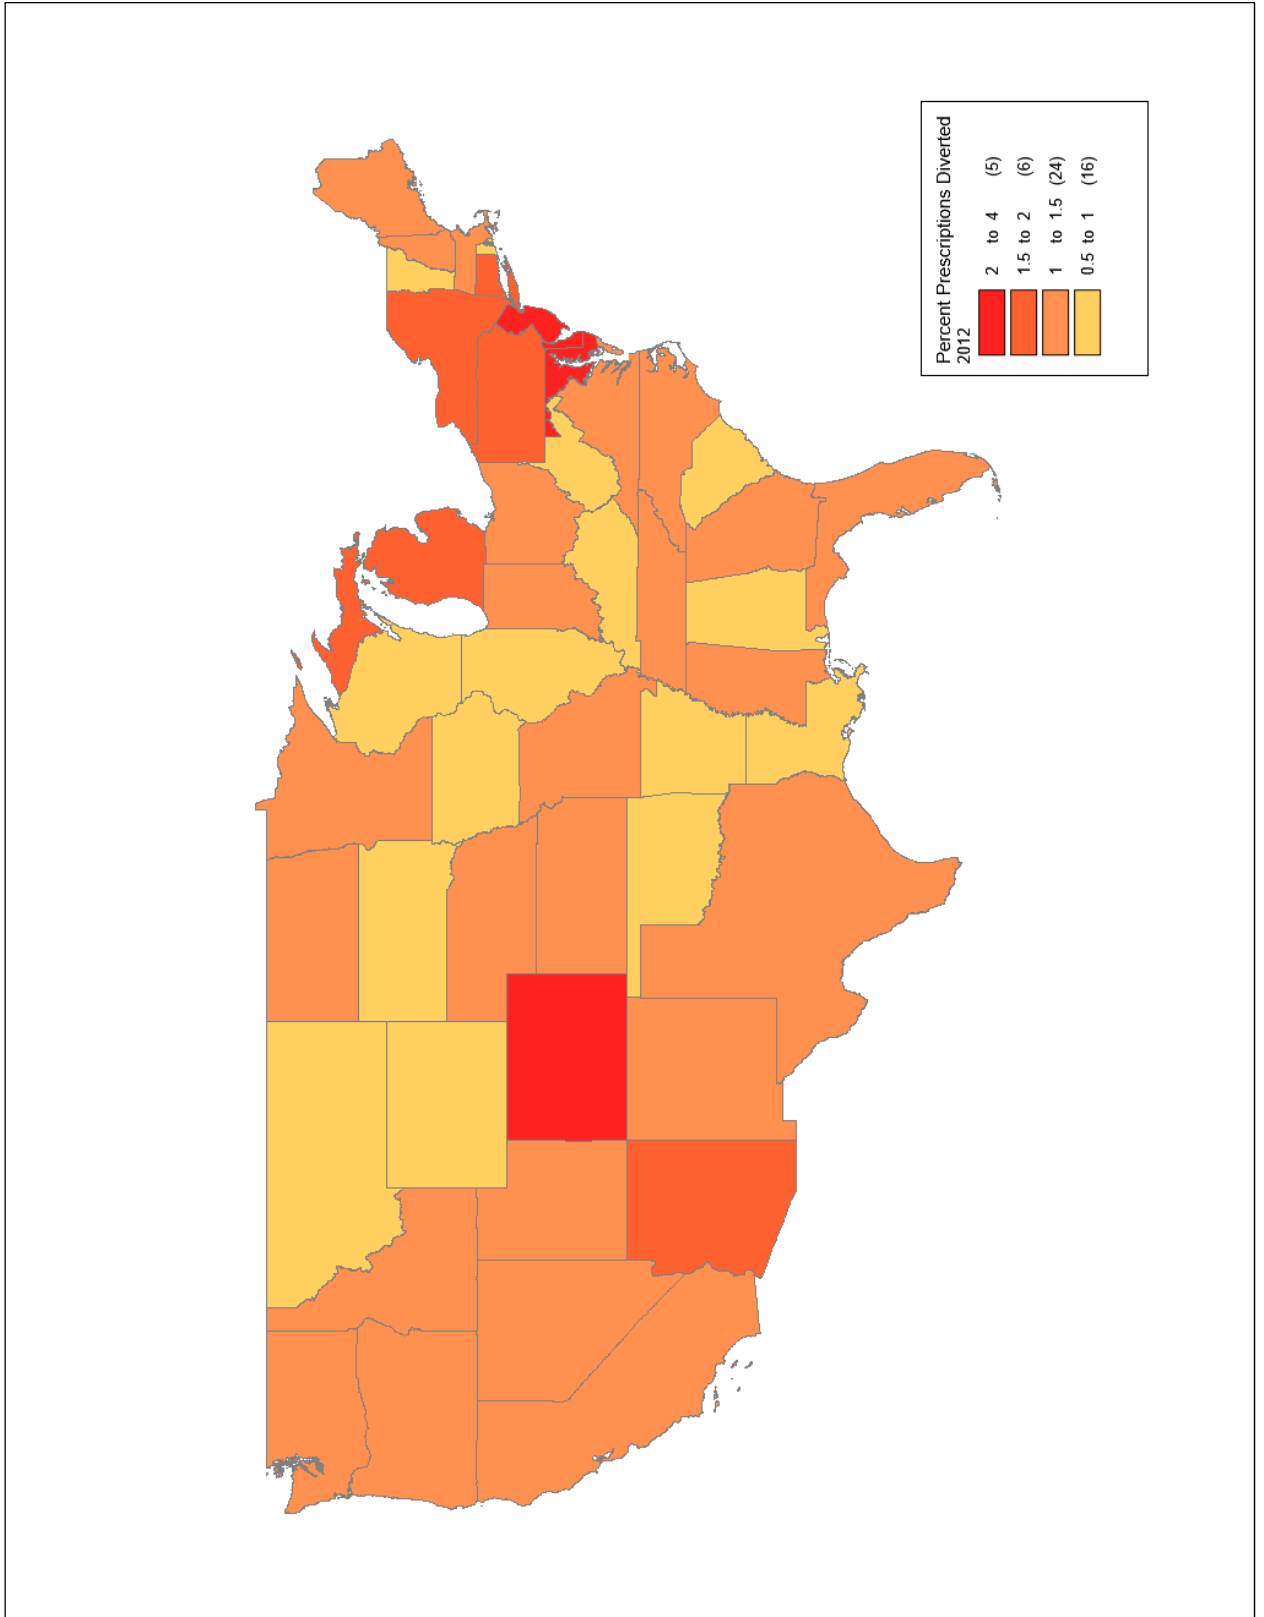 Percent Prescriptions Diverted
2012
2 to 4 (5)
1.5 to 2 (6)
1 to 1.5 (24)
0.5 to 1 (16)